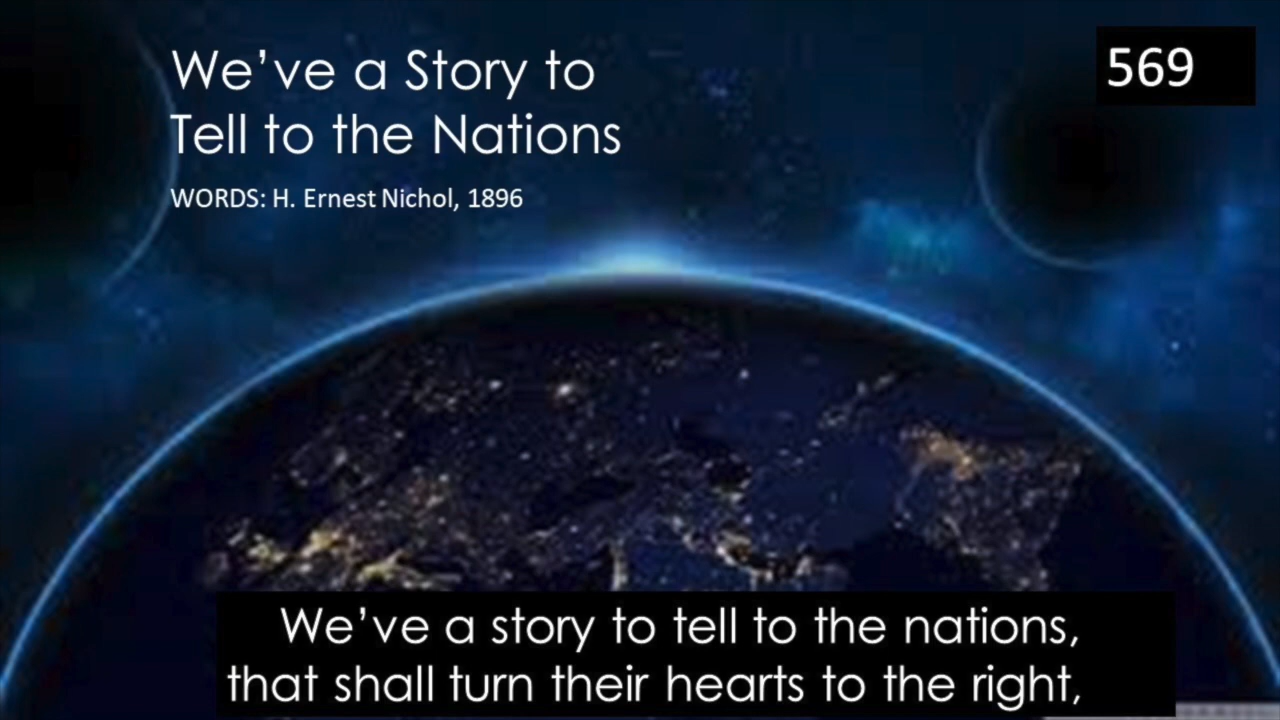 We’ve a Story to
Tell to the Nations
569
WORDS: H. Ernest Nichol, 1896
We’ve a story to tell to the nations,
that shall turn their hearts to the right,